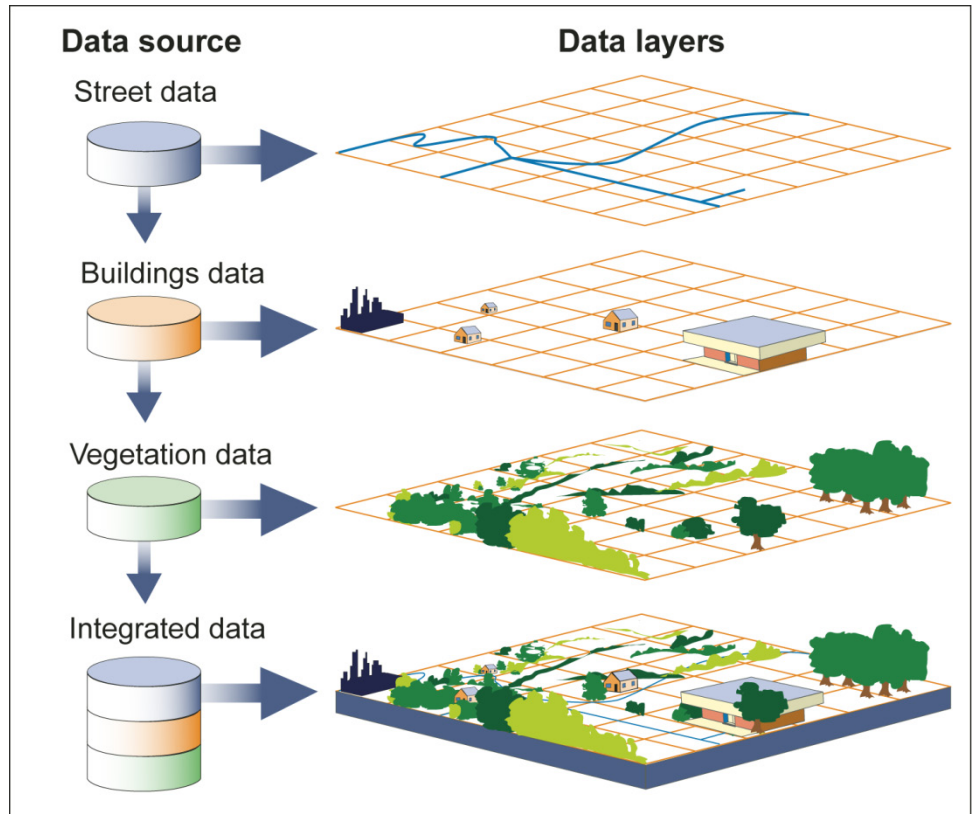 Data source
Data layers
Street data
Buildings data
Vegetation data
Integrated data